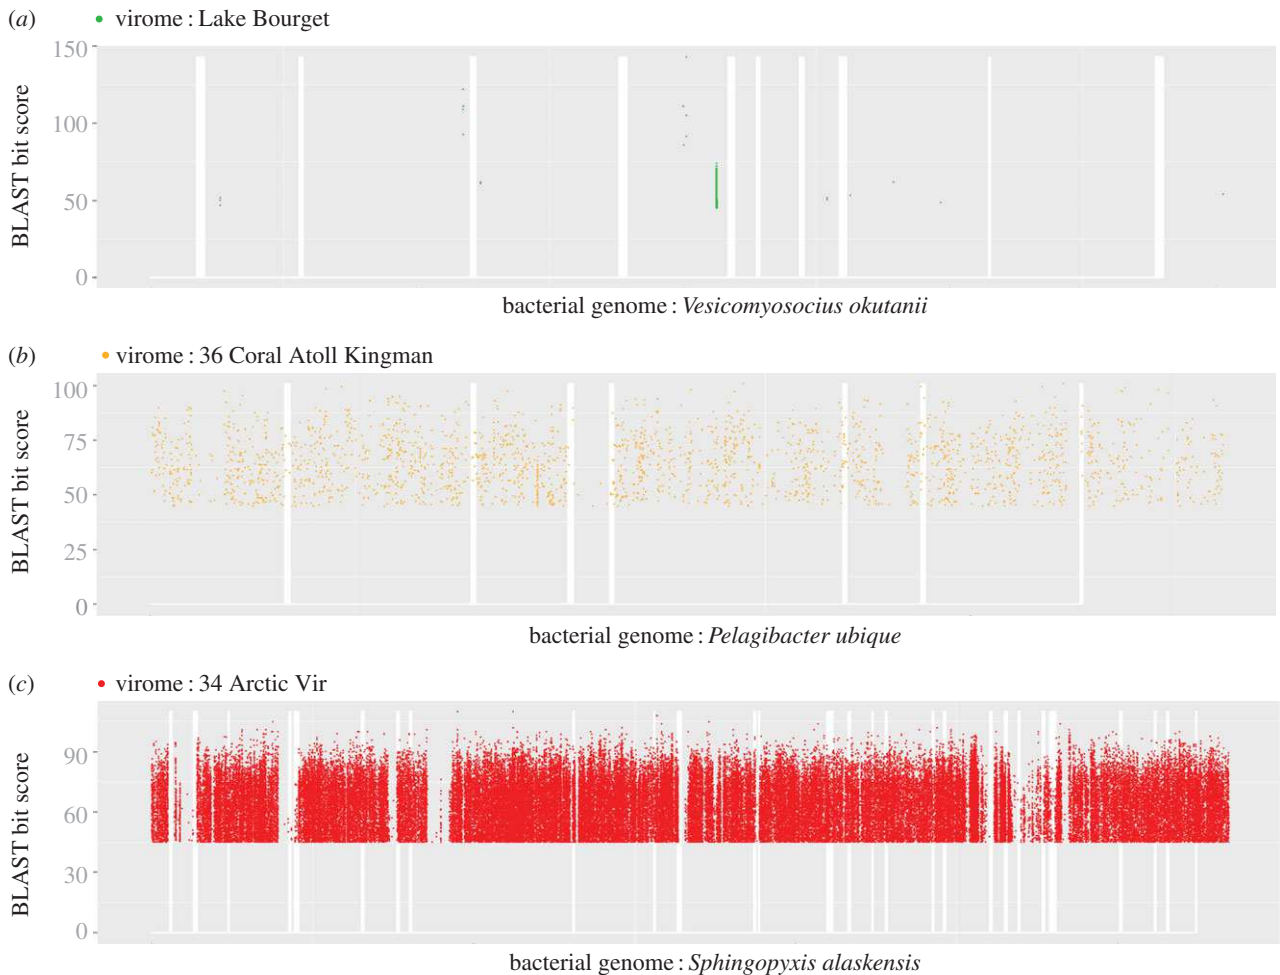 (a) virome : Lake Bourget
150
100
50
0
BLAST bit score
bacterial genome : Vesicomyosocius okutanii
(b) virome : 36 Coral Atoll Kingman
100
75
50
25
0
BLAST bit score
bacterial genome : Pelagibacter ubique
(c) virome : 34 Arctic Vir
90
60
30
0
BLAST bit score
bacterial genome : Sphingopyxis alaskensis